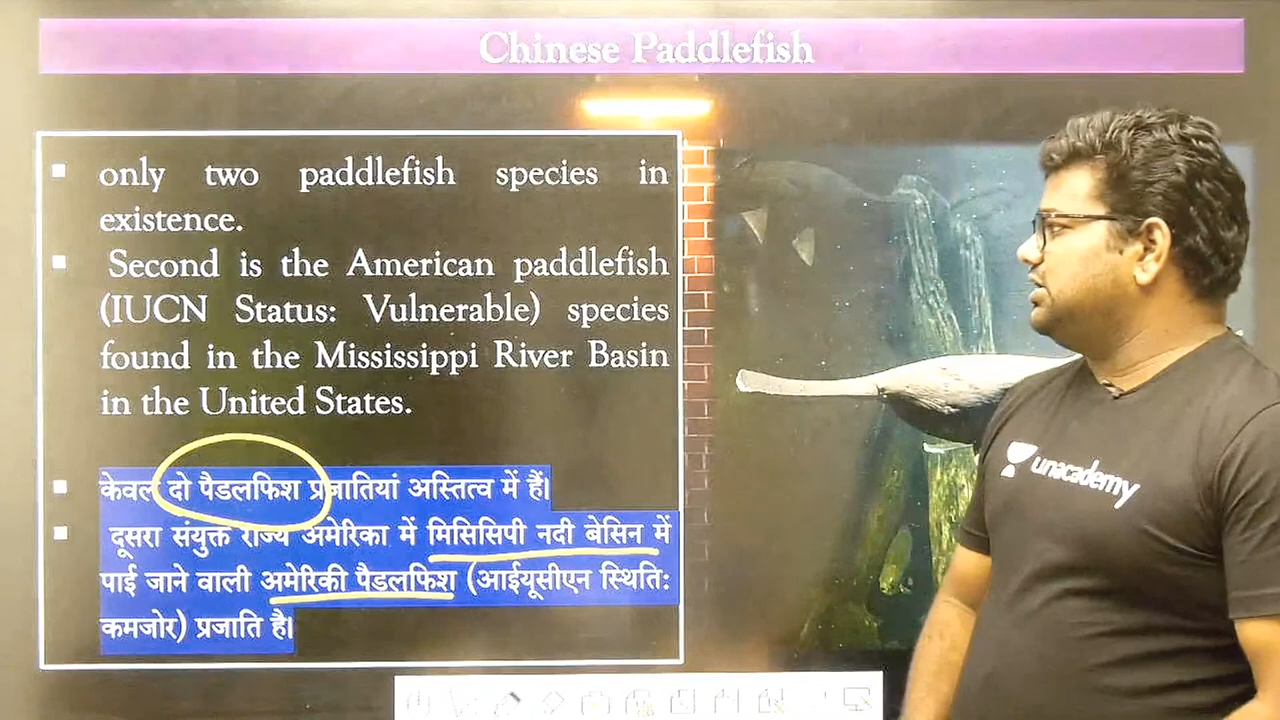 Chinese Paddlefish
only two paddlefish species in
existence.
Second is the American paddlefish
(IUCN Status: Vulnerable) species
found in the Mississippi River Basin
in the United States.
केवल दो पैडलफिश प्रजातियां अस्तित्व में हैं।
दूसरा संयुक्त राज्य अमेरिका में मिसिसिपी नदी बेसिन में
पाई जाने वाली अमेरिकी पैडलफिश (आईयूसीएन स्थिति:
कमजोर) प्रजाति है।
unacademy